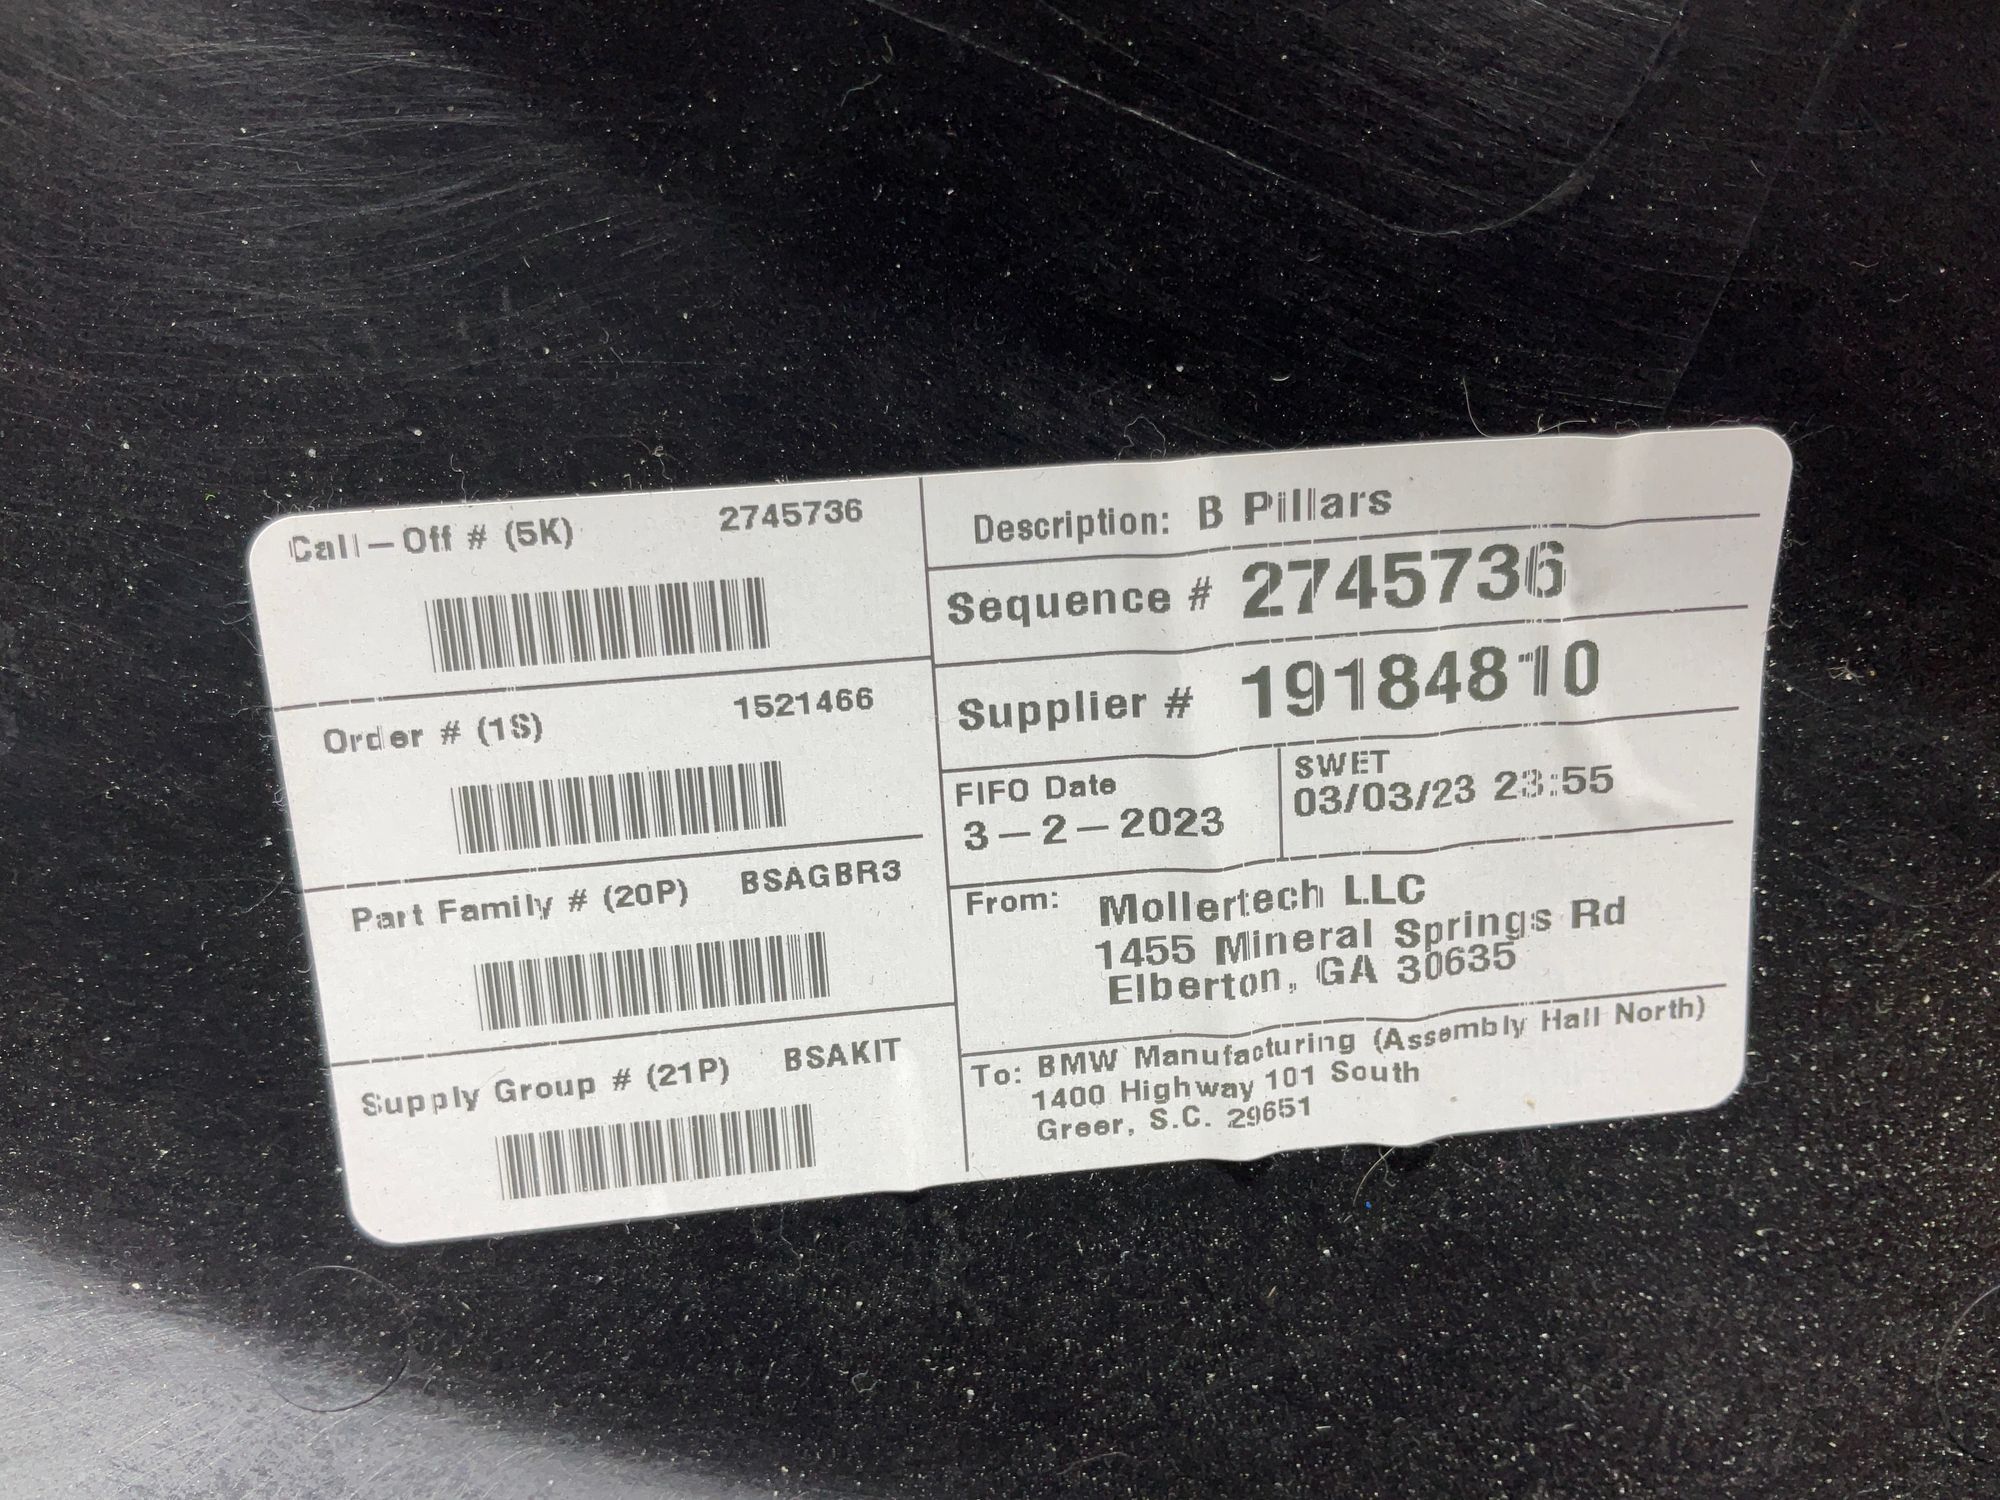 Call-Off # (5K) 2745736
Order # (1S) 1521466
Part Family # (20P) BSAGBR3
Supply Group # (21P) BSAKIT
Description: B Pillars
Sequence # 2745736
Supplier # 19184810
FIFO Date
3-2-2023
SWET
03/03/23 23:55
From: Mollertech LLC
1455 Mineral Springs Rd
Elberton, GA 30635
To: BMW Manufacturing (Assembly Hall North)
1400 Highway 101 South
Greer, S.C. 29651